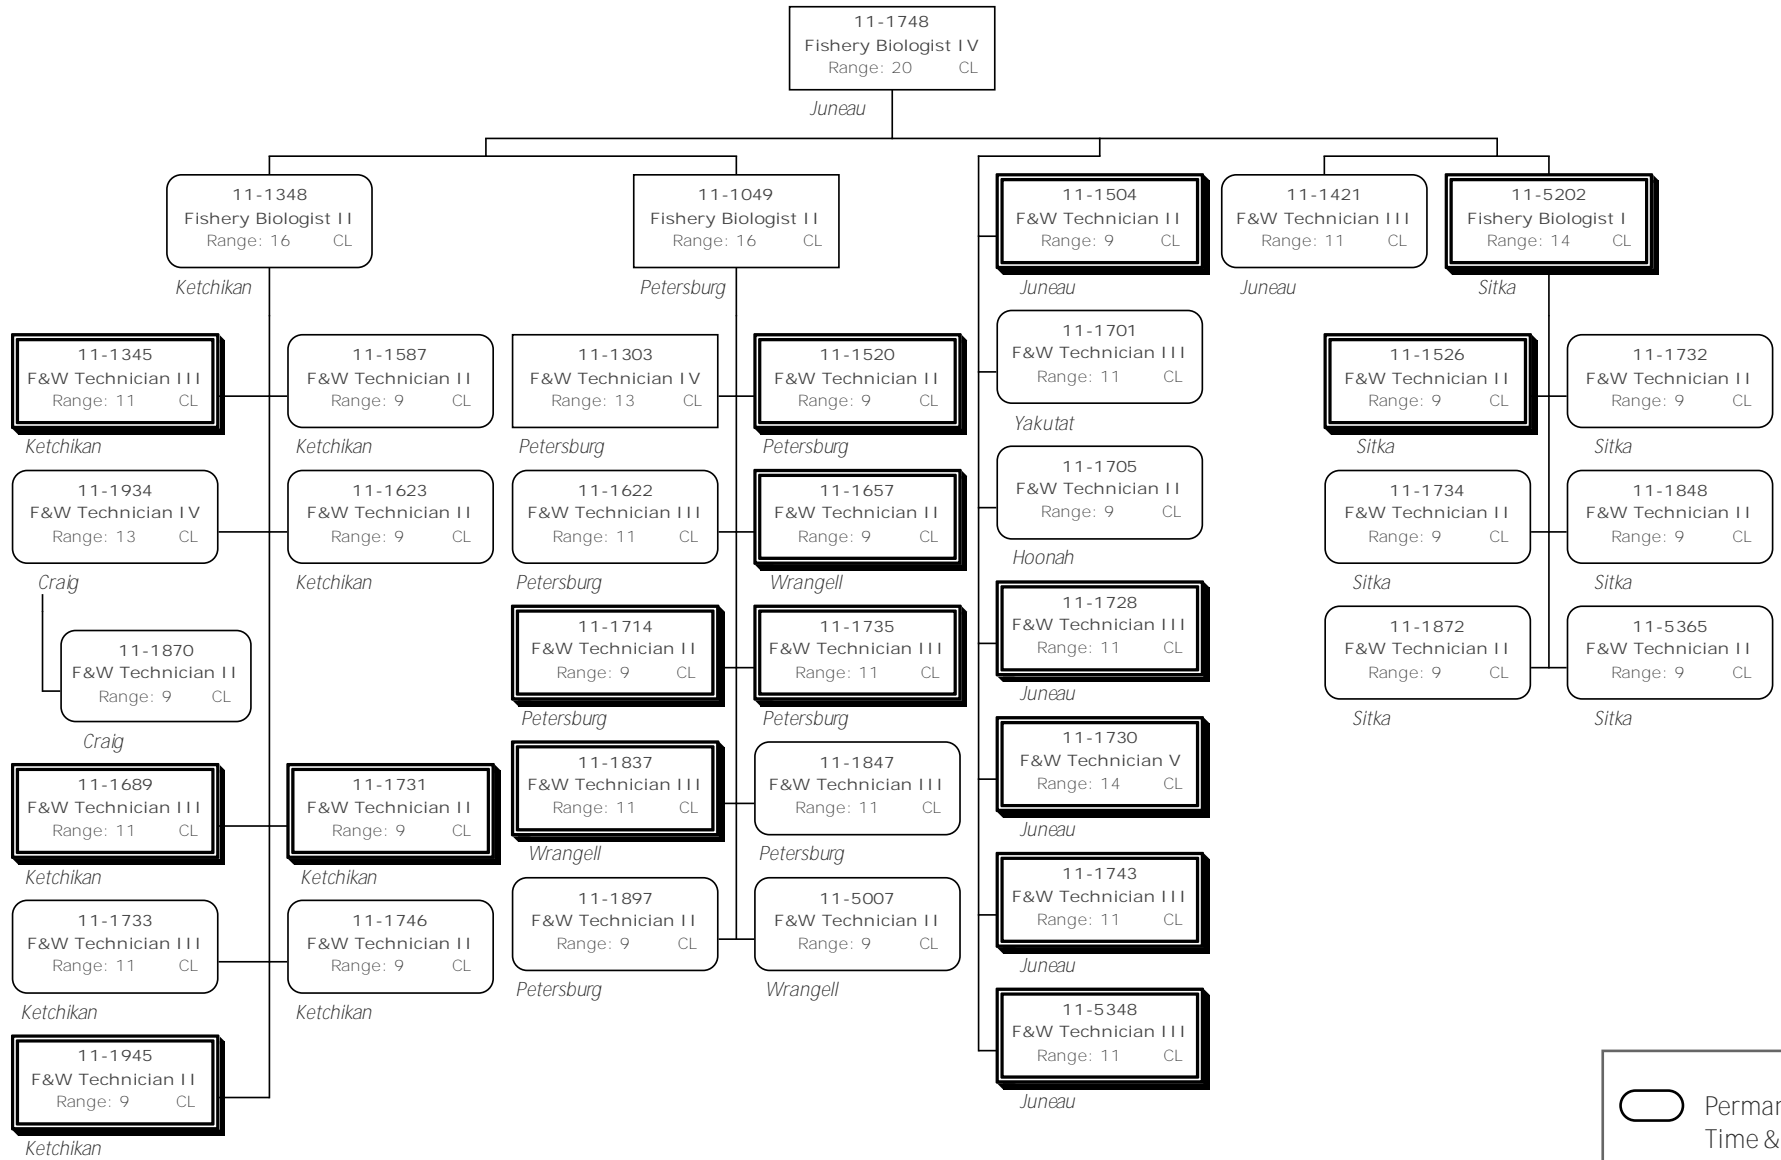 11-1748
Fishery Biologist IV
Range: 20 CL
Juneau
11-1348
Fishery Biologist II
Range: 16 CL
Ketchikan
11-1345
F&W Technician III
Range: 11 CL
Ketchikan
11-1587
F&W Technician II
Range: 9 CL
Ketchikan
11-1934
F&W Technician IV
Range: 13 CL
Craig
11-1623
F&W Technician II
Range: 9 CL
Ketchikan
11-1870
F&W Technician II
Range: 9 CL
Craig
11-1689
F&W Technician III
Range: 11 CL
Ketchikan
11-1731
F&W Technician II
Range: 9 CL
Ketchikan
11-1733
F&W Technician III
Range: 11 CL
Ketchikan
11-1746
F&W Technician II
Range: 9 CL
Ketchikan
11-1945
F&W Technician II
Range: 9 CL
Ketchikan
11-1049
Fishery Biologist II
Range: 16 CL
Petersburg
11-1303
F&W Technician IV
Range: 13 CL
Petersburg
11-1520
F&W Technician II
Range: 9 CL
Petersburg
11-1622
F&W Technician III
Range: 11 CL
Petersburg
11-1657
F&W Technician II
Range: 9 CL
Wrangell
11-1714
F&W Technician II
Range: 9 CL
Petersburg
11-1735
F&W Technician III
Range: 11 CL
Petersburg
11-1837
F&W Technician III
Range: 11 CL
Wrangell
11-1847
F&W Technician III
Range: 11 CL
Petersburg
11-1897
F&W Technician II
Range: 9 CL
Petersburg
11-5007
F&W Technician II
Range: 9 CL
Wrangell
11-1504
F&W Technician II
Range: 9 CL
Juneau
11-1701
F&W Technician III
Range: 11 CL
Yakutat
11-1705
F&W Technician II
Range: 9 CL
Hoonah
11-1728
F&W Technician III
Range: 11 CL
Juneau
11-1730
F&W Technician V
Range: 14 CL
Juneau
11-1743
F&W Technician III
Range: 11 CL
Juneau
11-5348
F&W Technician III
Range: 11 CL
Juneau
11-1421
F&W Technician III
Range: 11 CL
Juneau
11-5202
Fishery Biologist I
Range: 14 CL
Sitka
11-1526
F&W Technician II
Range: 9 CL
Sitka
11-1732
F&W Technician II
Range: 9 CL
Sitka
11-1734
F&W Technician II
Range: 9 CL
Sitka
11-1848
F&W Technician II
Range: 9 CL
Sitka
11-1872
F&W Technician II
Range: 9 CL
Sitka
11-5365
F&W Technician II
Range: 9 CL
Sitka
Time &